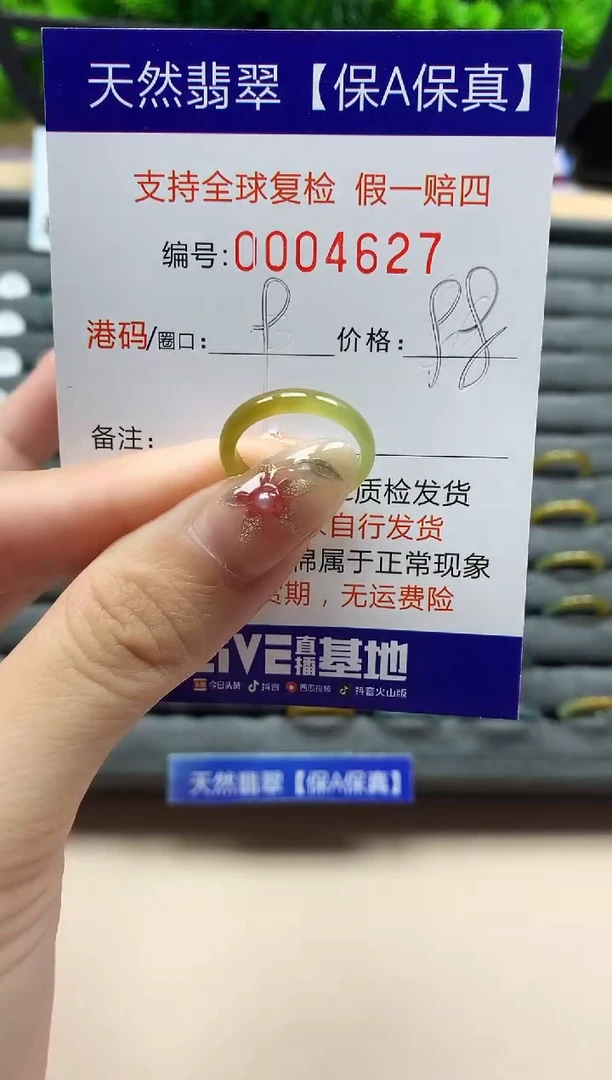 天然翡翠【保A保真】
支持全球复检 假一赔四
编号:0004627
港码/圈口: 价格:
备注:
质检发货
自行发货
棉属于正常现象
货期，无运费险
LIVE直播基地
今日头条 抖音 西瓜视频 抖音火山版
天然翡翠【保A保真】